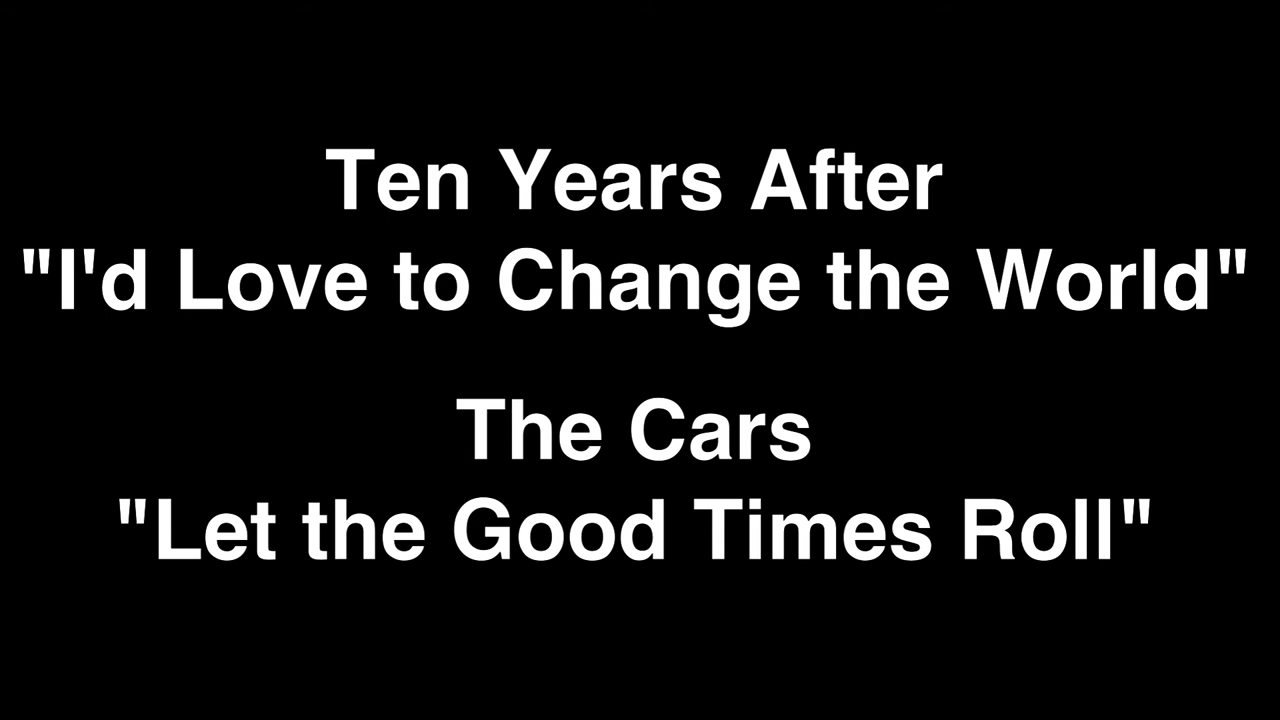 Ten Years After
"I'd Love to Change the World"
The Cars
"Let the Good Times Roll"